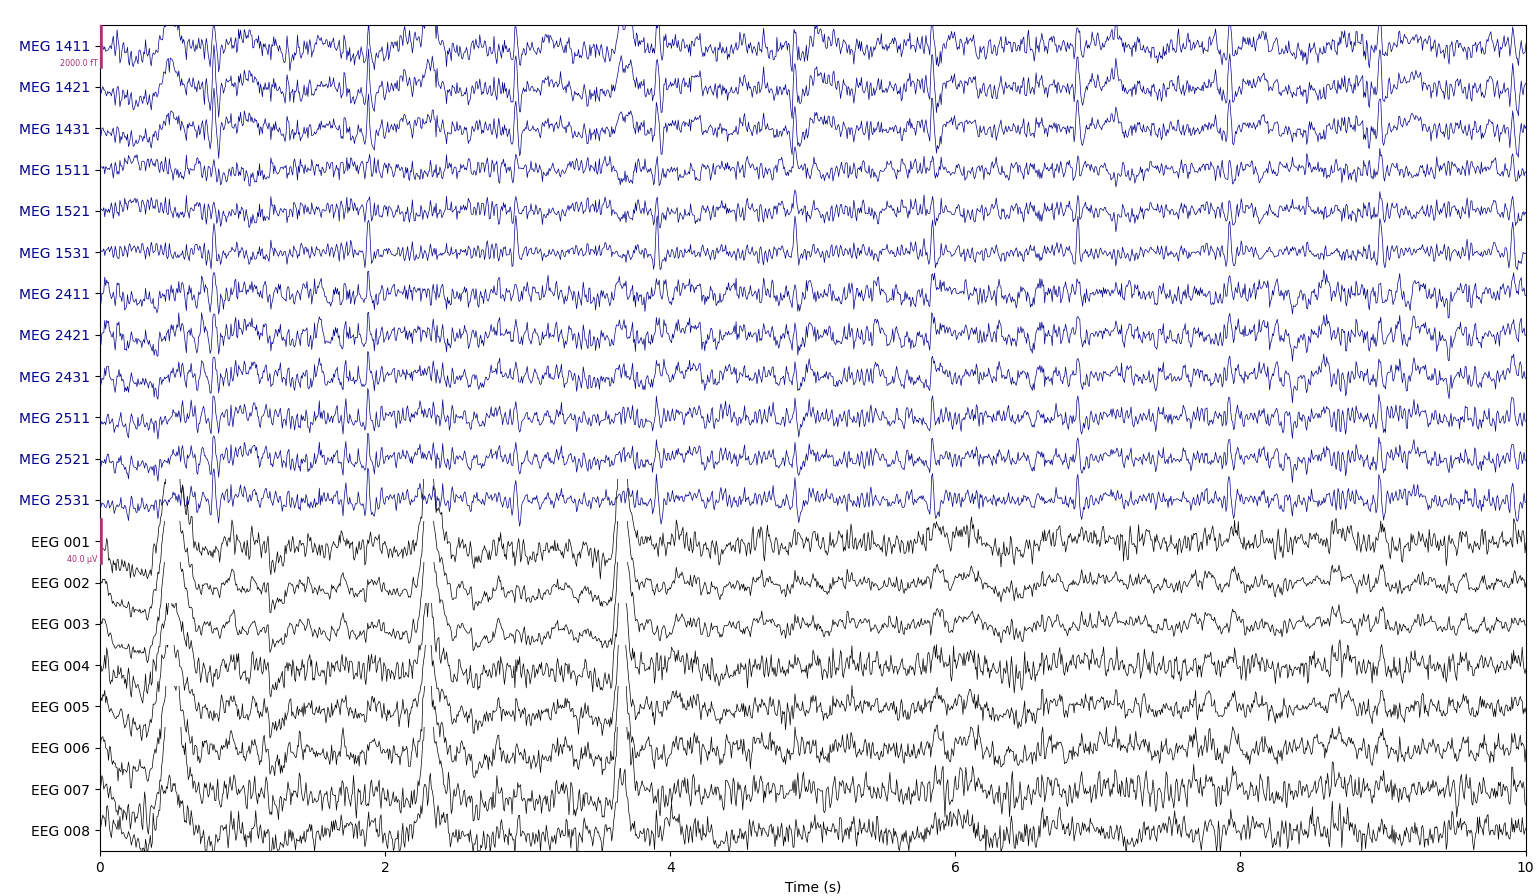 MEG 1411
2000.0 fT
MEG 1421
MEG 1431
MEG 1511
MEG 1521
MEG 1531
MEG 2411
MEG 2421
MEG 2431
MEG 2511
MEG 2521
MEG 2531
EEG 001
40.0 µV
EEG 002
EEG 003
EEG 004
EEG 005
EEG 006
EEG 007
EEG 008
0 2 4 6 8 10
Time (s)